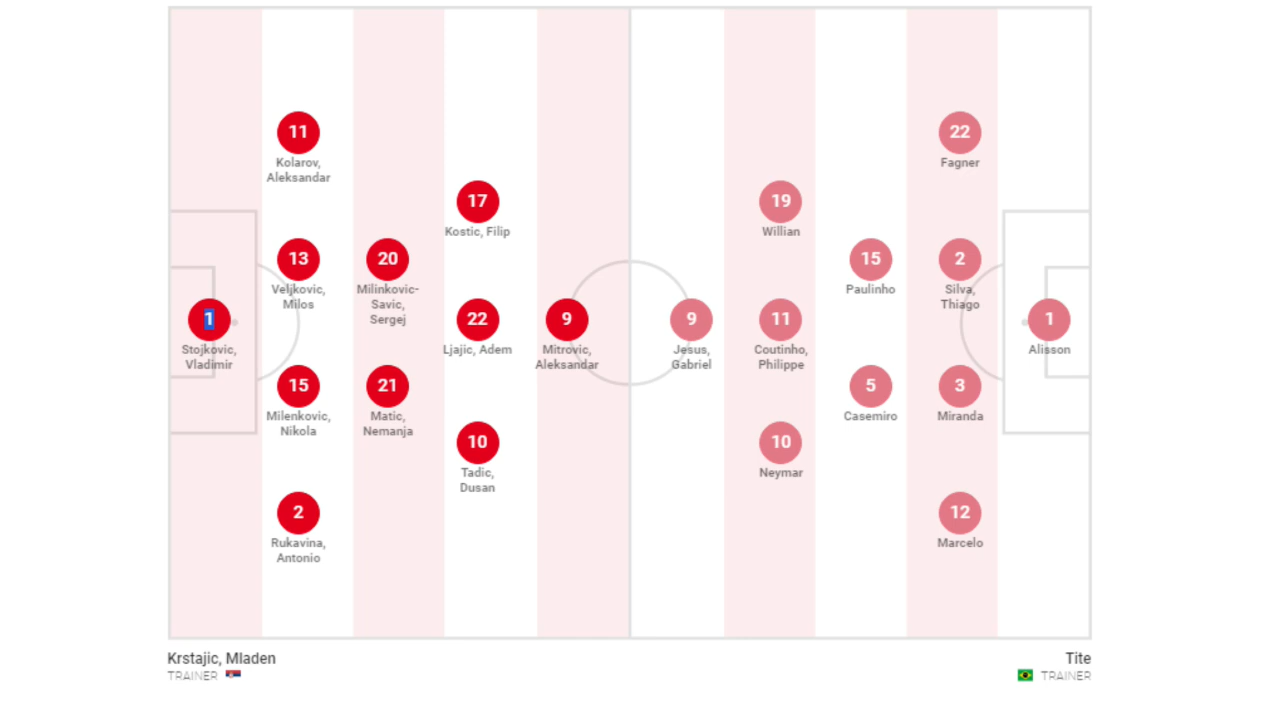 11
Kolarov,
Aleksandar
22
Fagner
17
Kostic, Filip
19
Willian
13
Veljkovic,
Milos
20
Milinkovic-
Savic,
Sergej
15
Paulinho
2
Silva,
Thiago
1
Stojkovic,
Vladimir
22
Ljajic, Adem
9
Mitrovic,
Aleksandar
9
Jesus,
Gabriel
11
Coutinho,
Philippe
1
Alisson
15
Milenkovic,
Nikola
21
Matic,
Nemanja
5
Casemiro
3
Miranda
10
Tadic,
Dusan
10
Neymar
2
Rukavina,
Antonio
12
Marcelo
Krstajic, Mladen
TRAINER
Tite
TRAINER